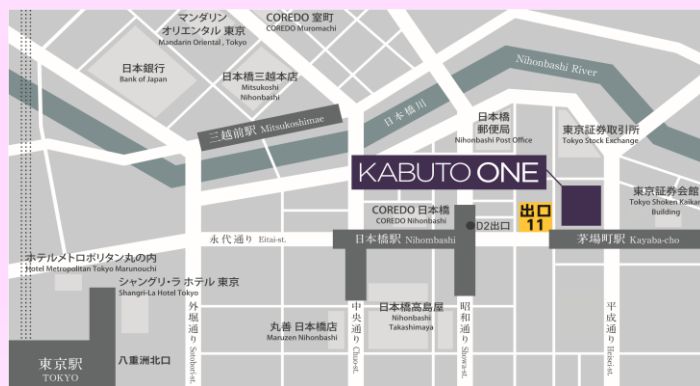 マンダリン
オリエンタル 東京
Mandarin Oriental , Tokyo
COREDO 室町
COREDO Muromachi
日本銀行
Bank of Japan
日本橋三越本店
Mitsukoshi
Nihonbashi
三越前駅 Mitsukoshimae
日本橋川
Nihonbashi River
日本橋
郵便局
Nihonbashi Post Office
東京証券取引所
Tokyo Stock Exchange
KABUTO ONE
東京証券会館
Tokyo Shoken Kaikan
Building
COREDO 日本橋
COREDO Nihonbashi
D2出口
出口
11
永代通り Eitai-st.
日本橋駅 Nihombashi
茅場町駅 Kayaba-cho
ホテルメトロポリタン丸の内
Hotel Metropolitan Tokyo Marunouchi
シャングリ・ラ ホテル 東京
Shangri-La Hotel Tokyo
外堀通り Sotobori-st.
中央通り Chuo-st.
昭和通り Showa-st.
平成通り Heisei-st.
日本橋高島屋
Nihonbashi
Takashimaya
丸善 日本橋店
Maruzen Nihonbashi
東京駅
TOKYO
八重洲北口